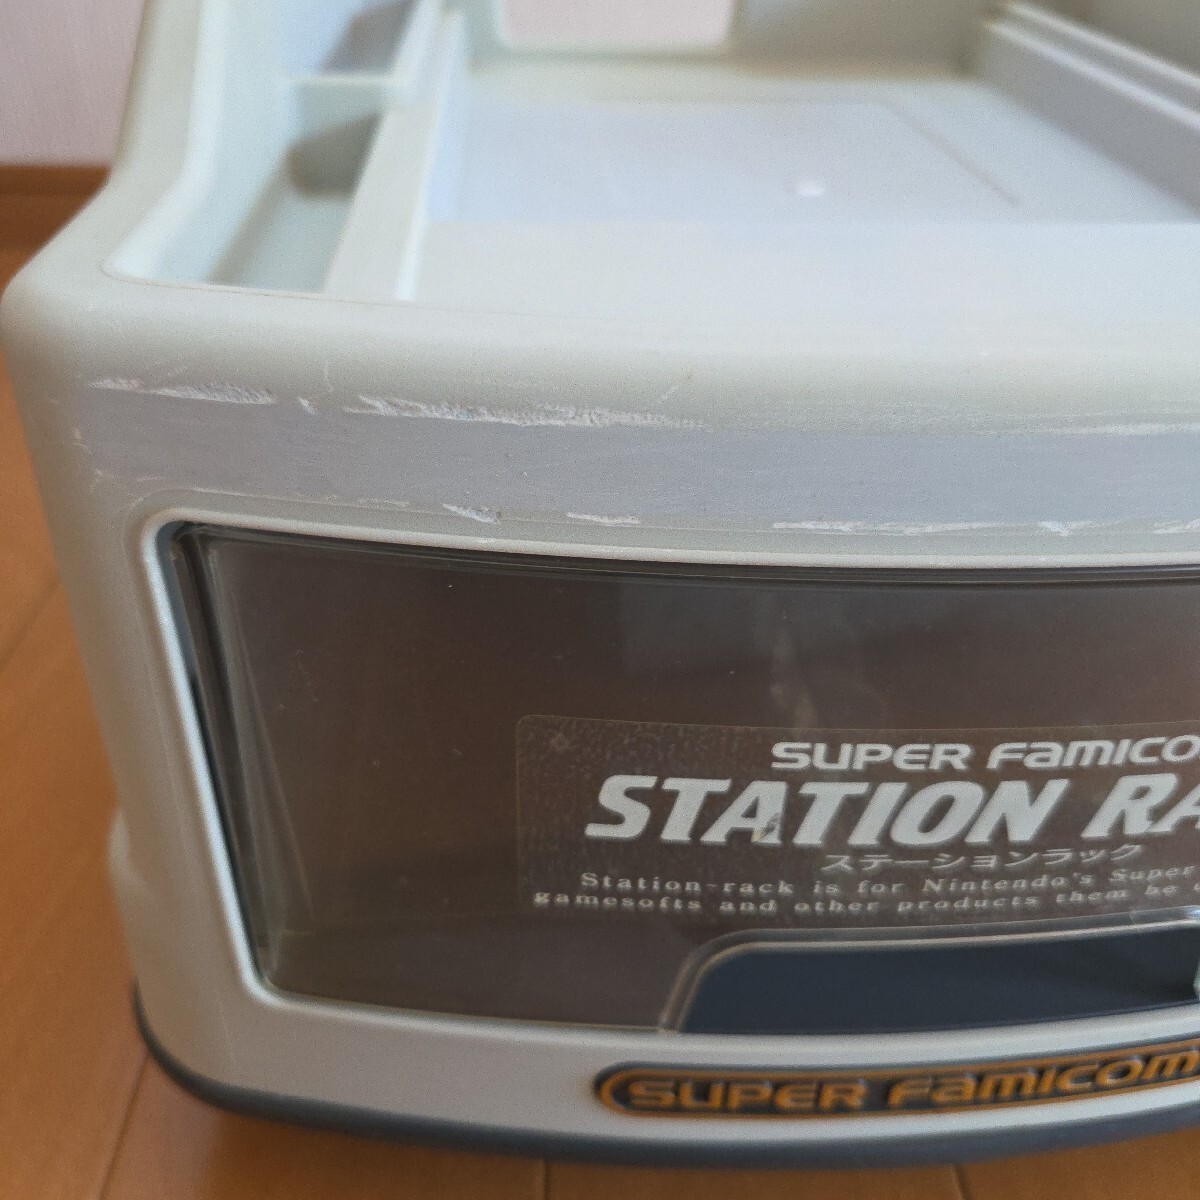 SUPER FAMICO
STATION RA
ステーションラック
Station-rack is for Nintendo's Super
gamesofts and other products them be
SUPER FAMICOM